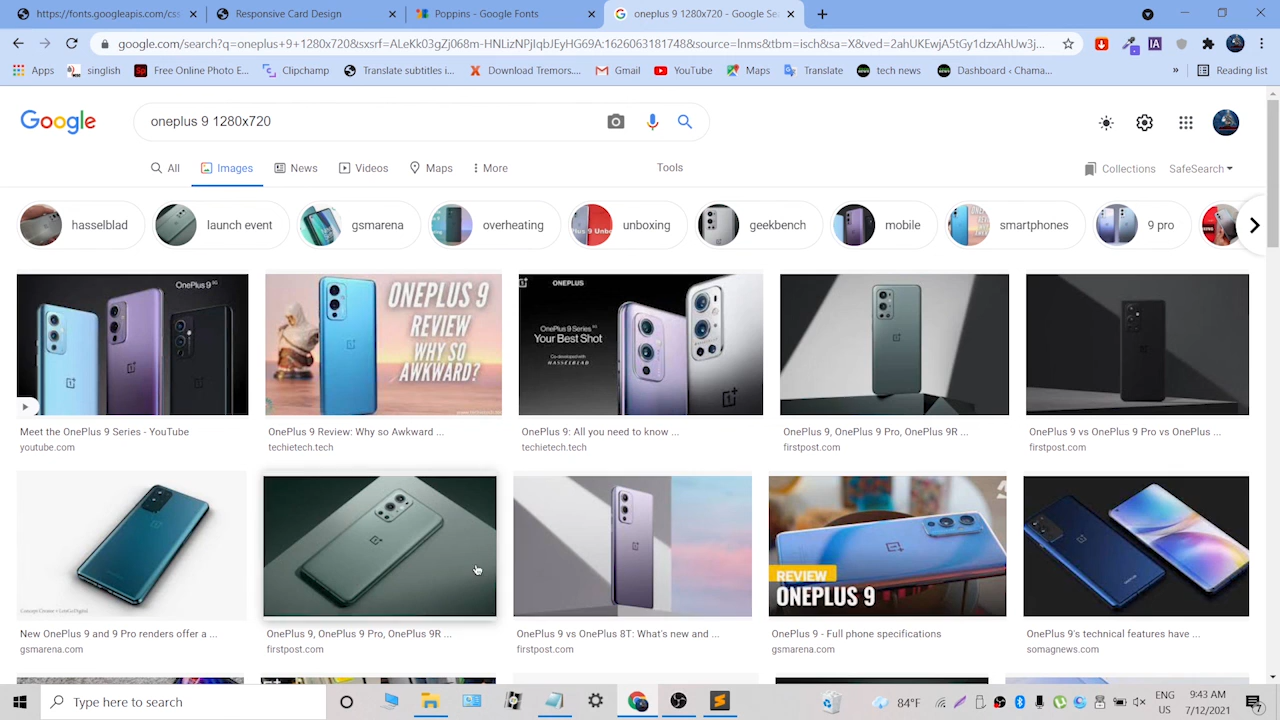 https://fonts.googleapis.com/css
Responsive Card Design
Poppins - Google Fonts
oneplus 9 1280x720 - Google Se
google.com/search?q=oneplus+9+1280x720&sxsrf=ALeKk03gZj068m-HNLizNPjIqbJEyHG69A:1626063181748&source=lnms&tbm=isch&sa=X&ved=2ahUKEwjA5tGy1dzxAhUw3j...
Apps
singlish
Free Online Photo E...
Clipchamp
Translate subtitles i...
Download Tremors....
Gmail
YouTube
Maps
Translate
tech news
Dashboard ‹ Chama...
»
Reading list
Google
oneplus 9 1280x720
All
Images
News
Videos
Maps
More
Tools
Collections
SafeSearch
hasselblad
launch event
gsmarena
overheating
unboxing
geekbench
mobile
smartphones
9 pro
OnePlus 9 5G
ONEPLUS 9
REVIEW
WHY SO
AWKWARD?
www.techietech.tech
ONEPLUS
OnePlus 9 Series 5G
Your Best Shot
Co-developed with
HASSELBLAD
Meet the OnePlus 9 Series - YouTube
youtube.com
OnePlus 9 Review: Why so Awkward ...
techietech.tech
OnePlus 9: All you need to know ...
techietech.tech
OnePlus 9, OnePlus 9 Pro, OnePlus 9R ...
firstpost.com
OnePlus 9 vs OnePlus 9 Pro vs OnePlus ...
firstpost.com
REVIEW
ONEPLUS 9
New OnePlus 9 and 9 Pro renders offer a ...
gsmarena.com
OnePlus 9, OnePlus 9 Pro, OnePlus 9R ...
firstpost.com
OnePlus 9 vs OnePlus 8T: What's new and ...
firstpost.com
OnePlus 9 - Full phone specifications
gsmarena.com
OnePlus 9's technical features have ...
somagnews.com
Type here to search
84°F
ENG
US
9:43 AM
7/12/2021